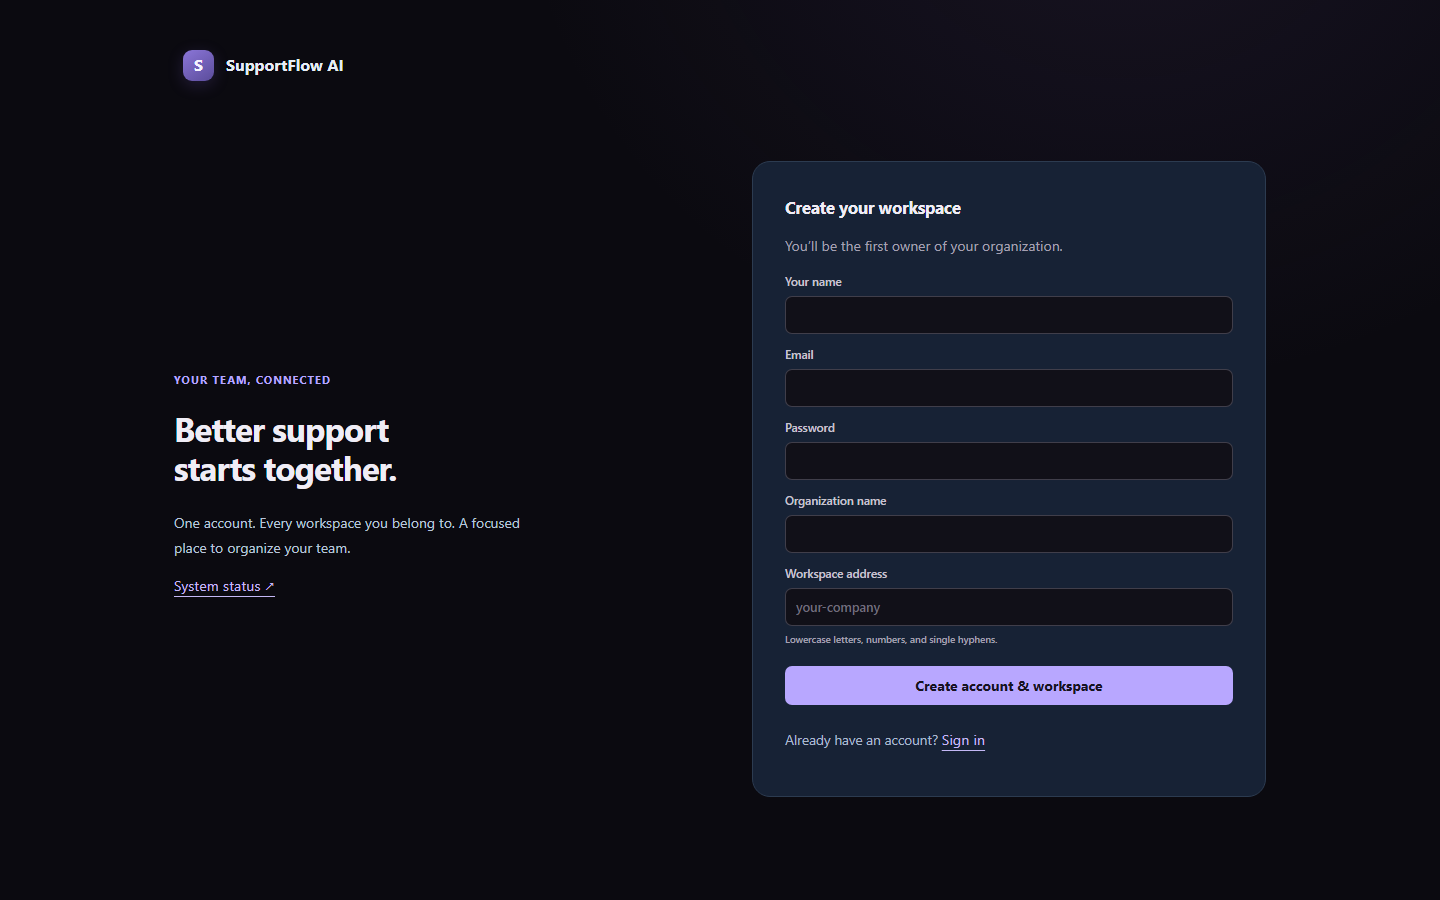 S
SupportFlow AI
YOUR TEAM, CONNECTED
Better support
starts together.
One account. Every workspace you belong to. A focused
place to organize your team.
System status ↗
Create your workspace
You’ll be the first owner of your organization.
Your name
Email
Password
Organization name
Workspace address
your-company
Lowercase letters, numbers, and single hyphens.
Create account & workspace
Already have an account? Sign in